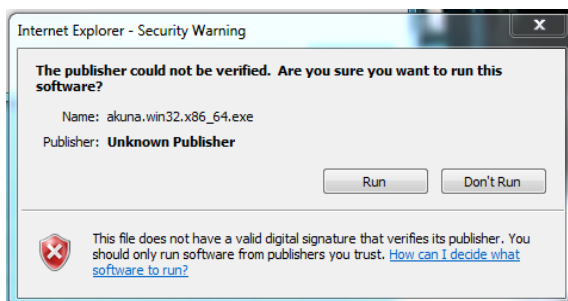 Internet Explorer - Security Warning
x
The publisher could not be verified.  Are you sure you want to run this
software?
Name: akuna.win32.x86_64.exe
Publisher: Unknown Publisher
Run Don't Run
This file does not have a valid digital signature that verifies its publisher. You
should only run software from publishers you trust. How can I decide what
software to run?